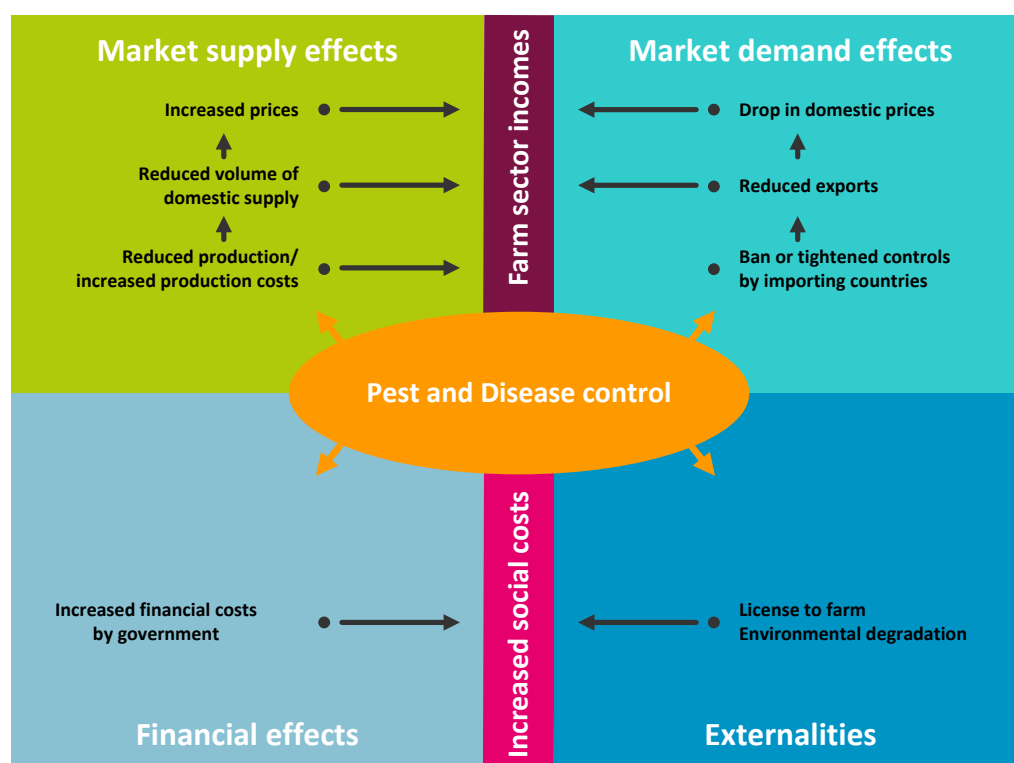 Market supply effects
Increased prices
Reduced volume of
domestic supply
Reduced production/
increased production costs
Farm sector incomes
Market demand effects
Drop in domestic prices
Reduced exports
Ban or tightened controls
by importing countries
Pest and Disease control
Increased financial costs
by government
Financial effects
Increased social costs
License to farm
Environmental degradation
Externalities